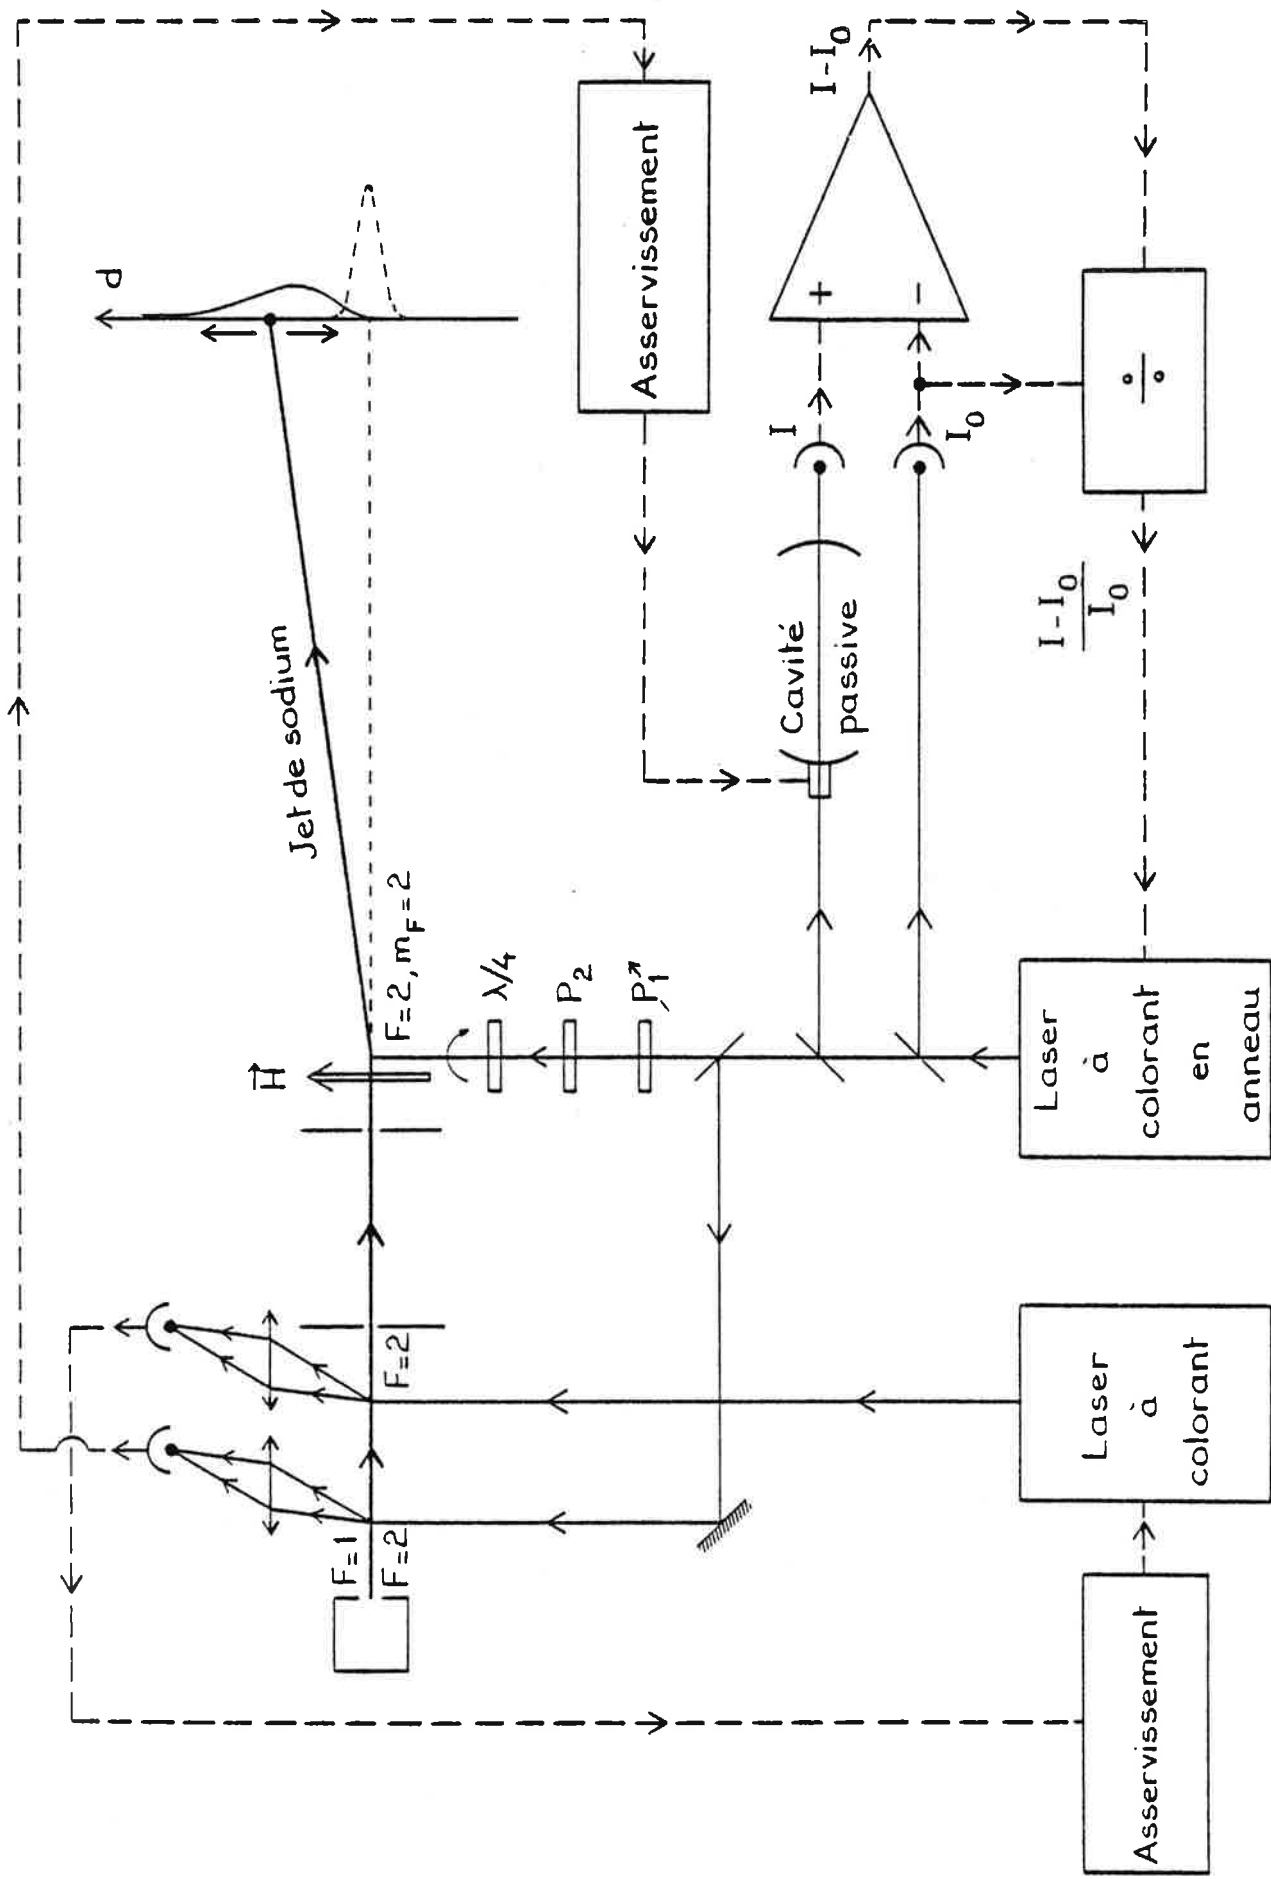 d
Jet de sodium
I-I₀
Asservissement
H⃗
F=2, m_F=2
F=1
F=2
F=2
λ/4
P₂
P₁
I
I₀
+
−
÷
Cavité
passive
I-I₀
I₀
Laser
à
colorant
en
anneau
Laser
à
colorant
Asservissement